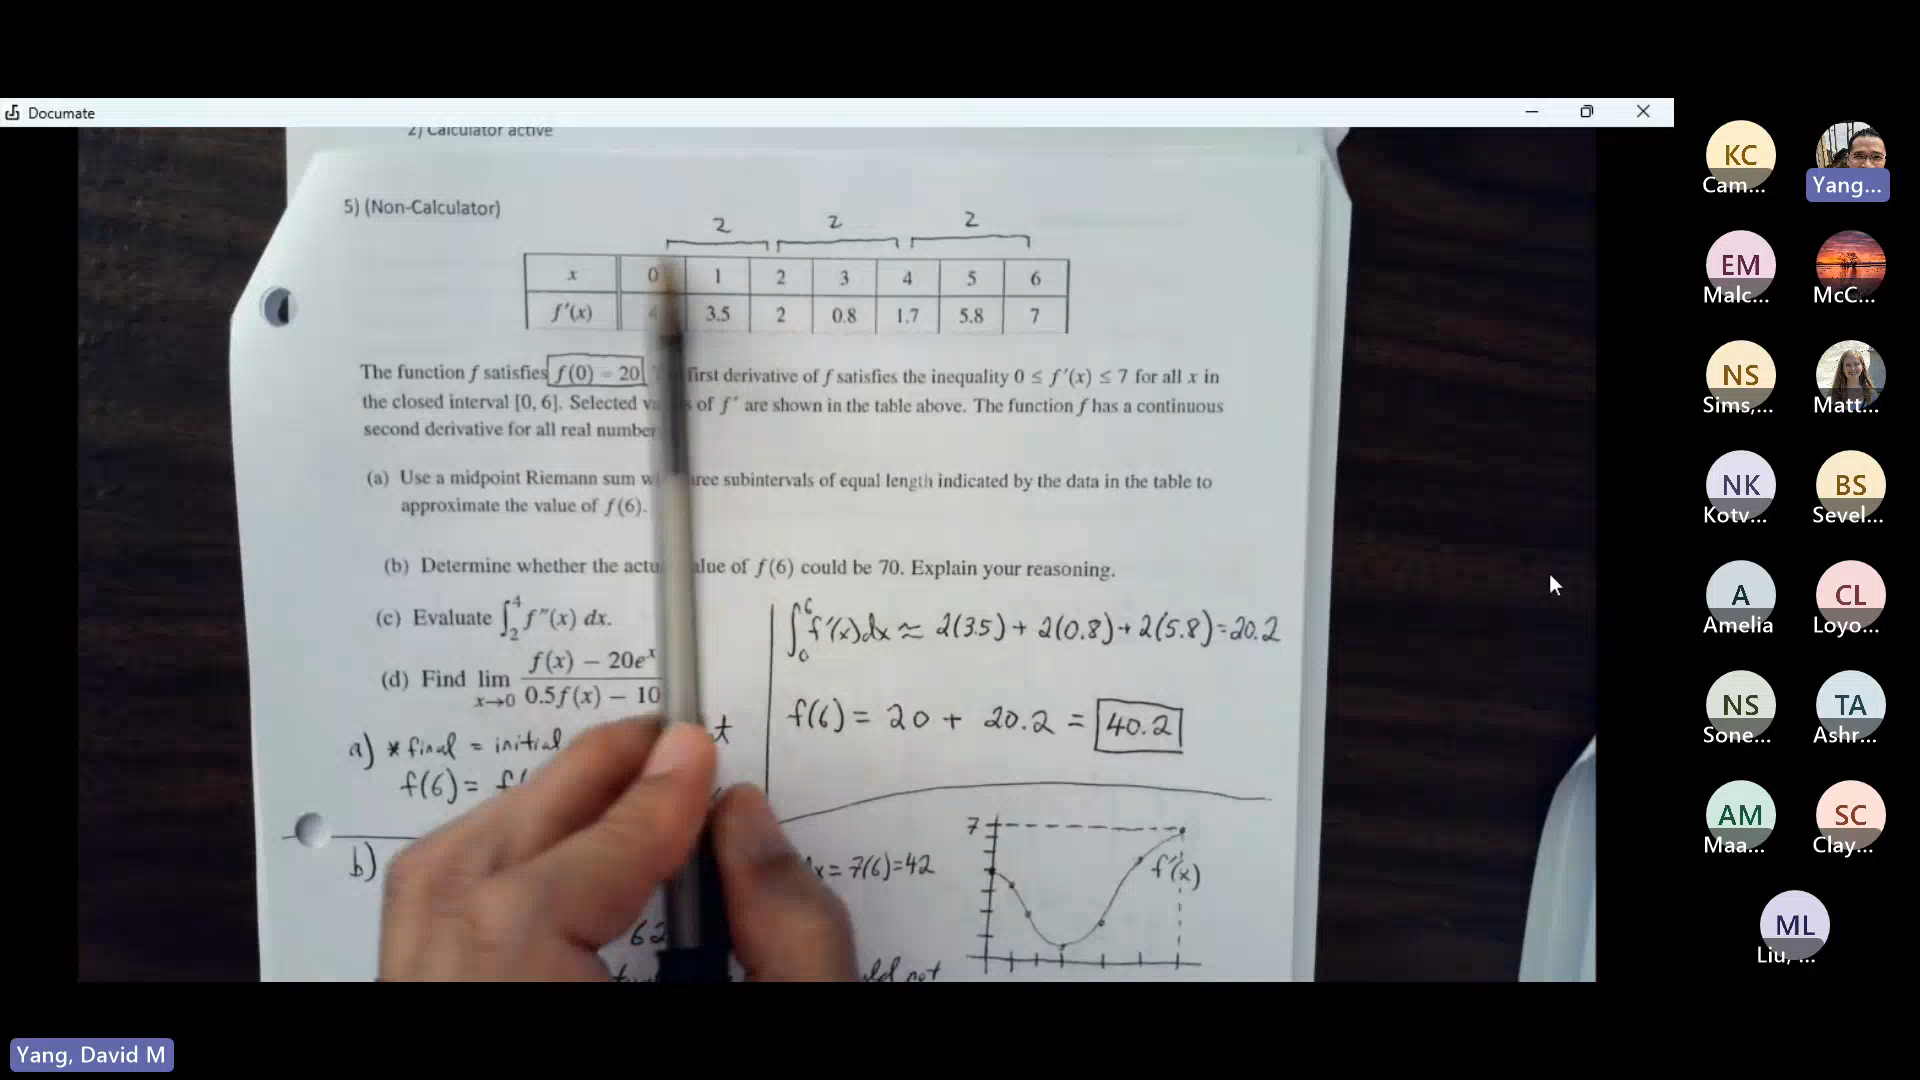 Documate
2) Calculator active
5) (Non-Calculator)
2 2 2
x 0 1 2 3 4 5 6
f′(x) 4 3.5 2 0.8 1.7 5.8 7
The function f satisfies f(0) = 20 first derivative of f satisfies the inequality 0 ≤ f′(x) ≤ 7 for all x in
the closed interval [0, 6]. Selected of f′ are shown in the table above. The function f has a continuous
second derivative for all real number
(a) Use a midpoint Riemann sum subintervals of equal length indicated by the data in the table to
approximate the value of f(6).
(b) Determine whether the of f(6) could be 70. Explain your reasoning.
(c) Evaluate ∫₂⁴ f″(x) dx.
(d) Find lim x→0 (f(x) − 20eˣ)/(0.5f(x) − 10)
a) * final = initial
f(6) =
∫₀⁶ f′(x)dx ≈ 2(3.5) + 2(0.8) + 2(5.8) = 20.2
f(6) = 20 + 20.2 = 40.2
b)
x = 7(6) = 42
62
not
7
f′(x)
KC
Cam...
Yang...
EM
Malc...
McC...
NS
Sims,...
Matt...
NK
Kotv...
BS
Sevel...
A
Amelia
CL
Loyo...
NS
Sone...
TA
Ashr...
AM
Maa...
SC
Clay...
ML
Liu, ...
Yang, David M